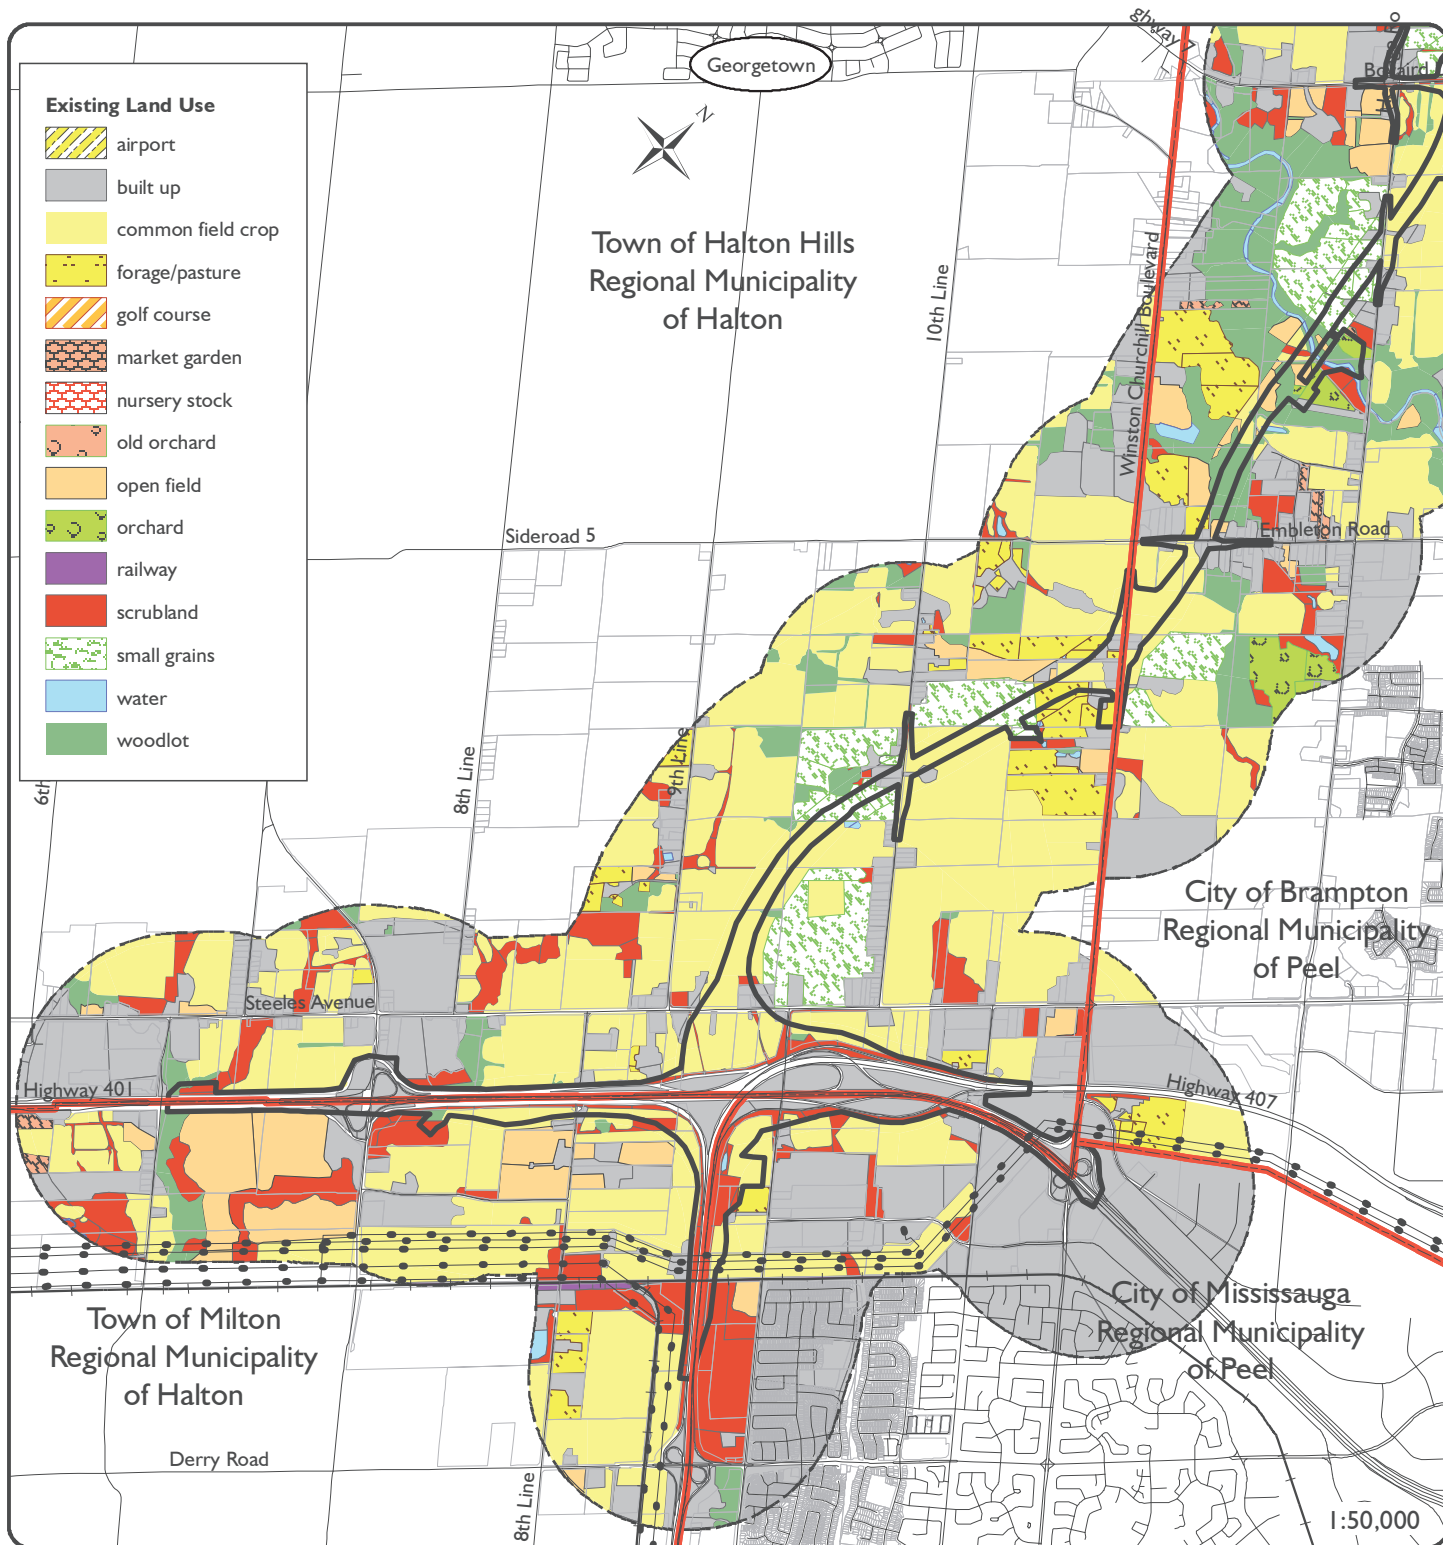 ghway 7
Georgetown
Existing Land Use
airport
built up
common field crop
forage/pasture
golf course
market garden
nursery stock
old orchard
open field
orchard
railway
scrubland
small grains
water
woodlot
N
Town of Halton Hills
Regional Municipality
of Halton
10th Line
Winston Churchill Boulevard
Sideroad 5
Embleton Road
6th
8th Line
9th Line
City of Brampton
Regional Municipality
of Peel
Steeles Avenue
Highway 401
Highway 407
Town of Milton
Regional Municipality
of Halton
City of Mississauga
Regional Municipality
of Peel
Derry Road
8th Line
1:50,000